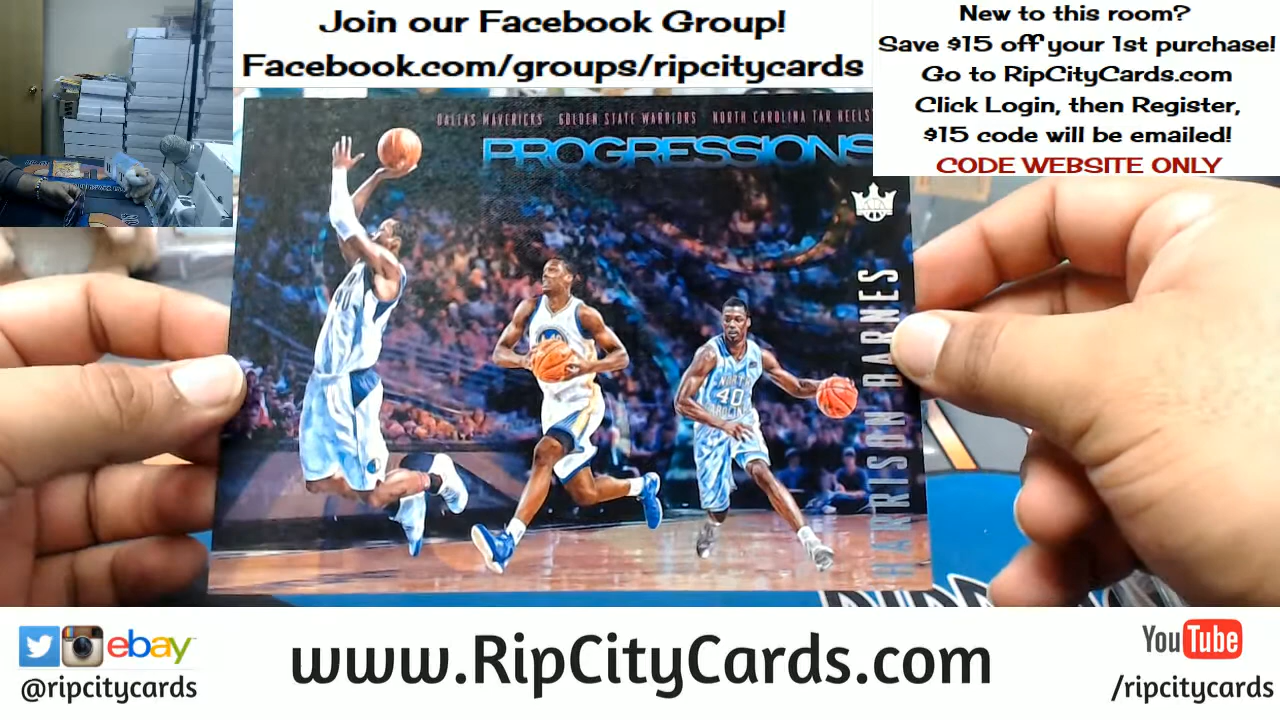 Join our Facebook Group!
Facebook.com/groups/ripcitycards
New to this room?
Save $15 off your 1st purchase!
Go to RipCityCards.com
Click Login, then Register,
$15 code will be emailed!
CODE WEBSITE ONLY
DALLAS MAVERICKS GOLDEN STATE WARRIORS NORTH CAROLINA TAR HEELS
PROGRESSIONS
HARRISON BARNES
NORTH
40
CAROLINA
ebay
@ripcitycards
www.RipCityCards.com
YouTube
/ripcitycards